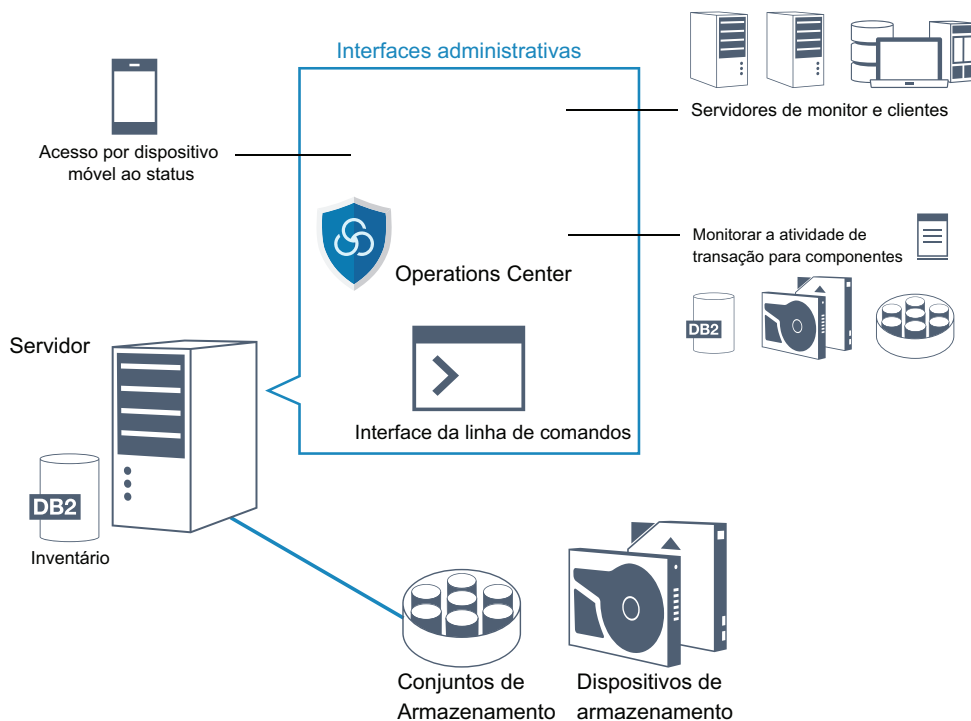 Interfaces administrativas
Servidores de monitor e clientes
Acesso por dispositivo
móvel ao status
Monitorar a atividade de
transação para componentes
Operations Center
DB2
Servidor
Interface da linha de comandos
DB2
Inventário
Conjuntos de
Armazenamento
Dispositivos de
armazenamento